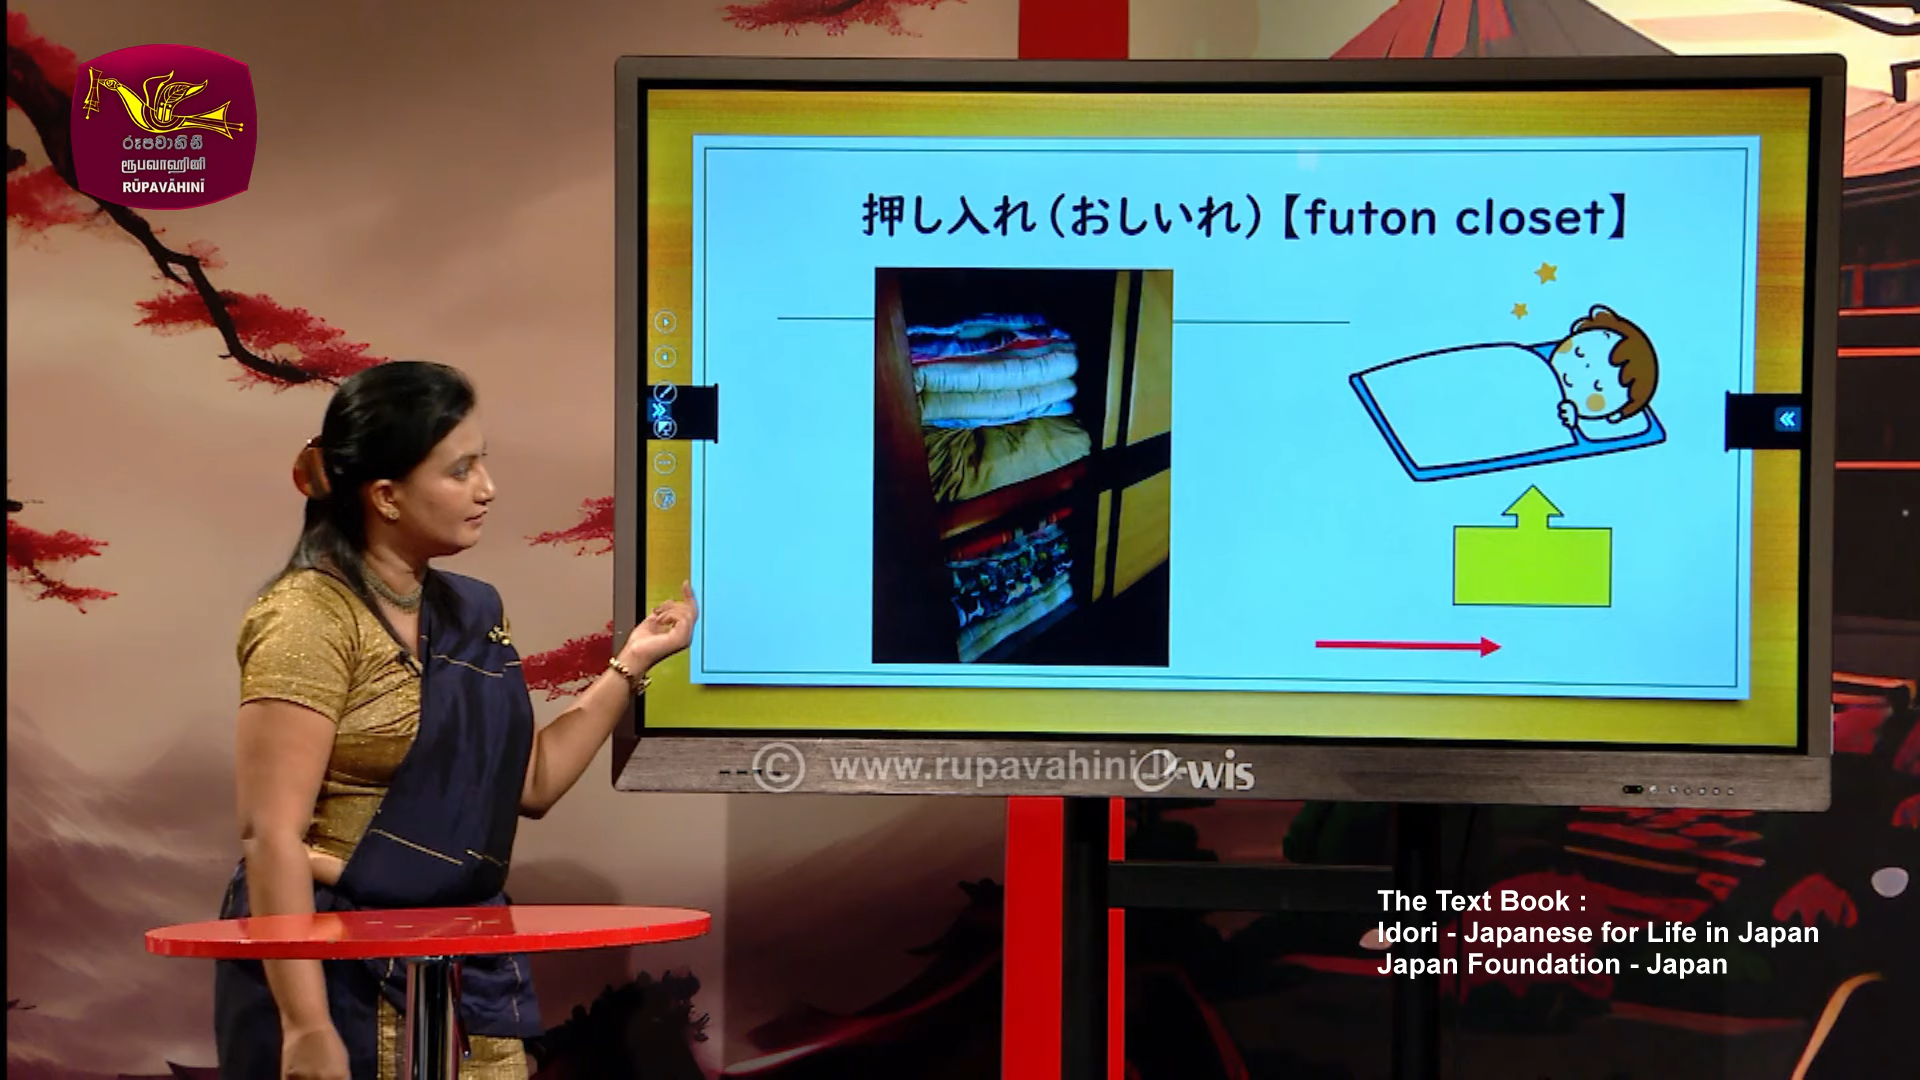 රූපවාහිනී
ரூபவாஹினி
RŪPAVĀHINĪ
押し入れ(おしいれ)【futon closet】
© www.rupavahini.lk
wis
The Text Book :
Idori - Japanese for Life in Japan
Japan Foundation - Japan